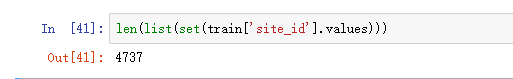 In [41]: len(list(set(train['site_id'].values)))
Out[41]: 4737